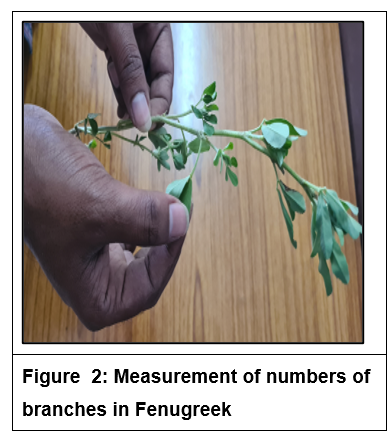 Figure  2: Measurement of numbers of
branches in Fenugreek